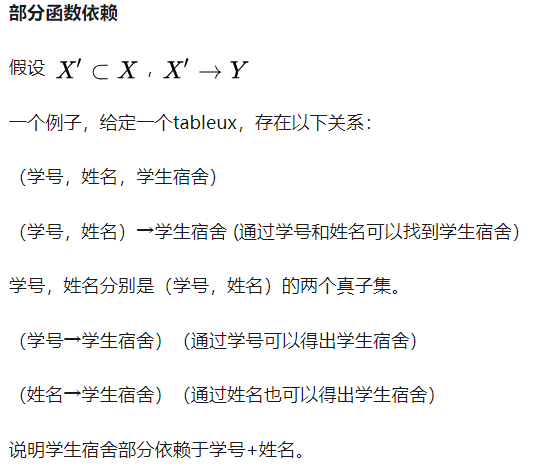 部分函数依赖
假设 X′ ⊂ X ，X′ → Y
一个例子，给定一个tableux，存在以下关系：
（学号，姓名，学生宿舍）
（学号，姓名）→学生宿舍 (通过学号和姓名可以找到学生宿舍）
学号，姓名分别是（学号，姓名）的两个真子集。
（学号→学生宿舍）（通过学号可以得出学生宿舍）
（姓名→学生宿舍）（通过姓名也可以得出学生宿舍）
说明学生宿舍部分依赖于学号+姓名。